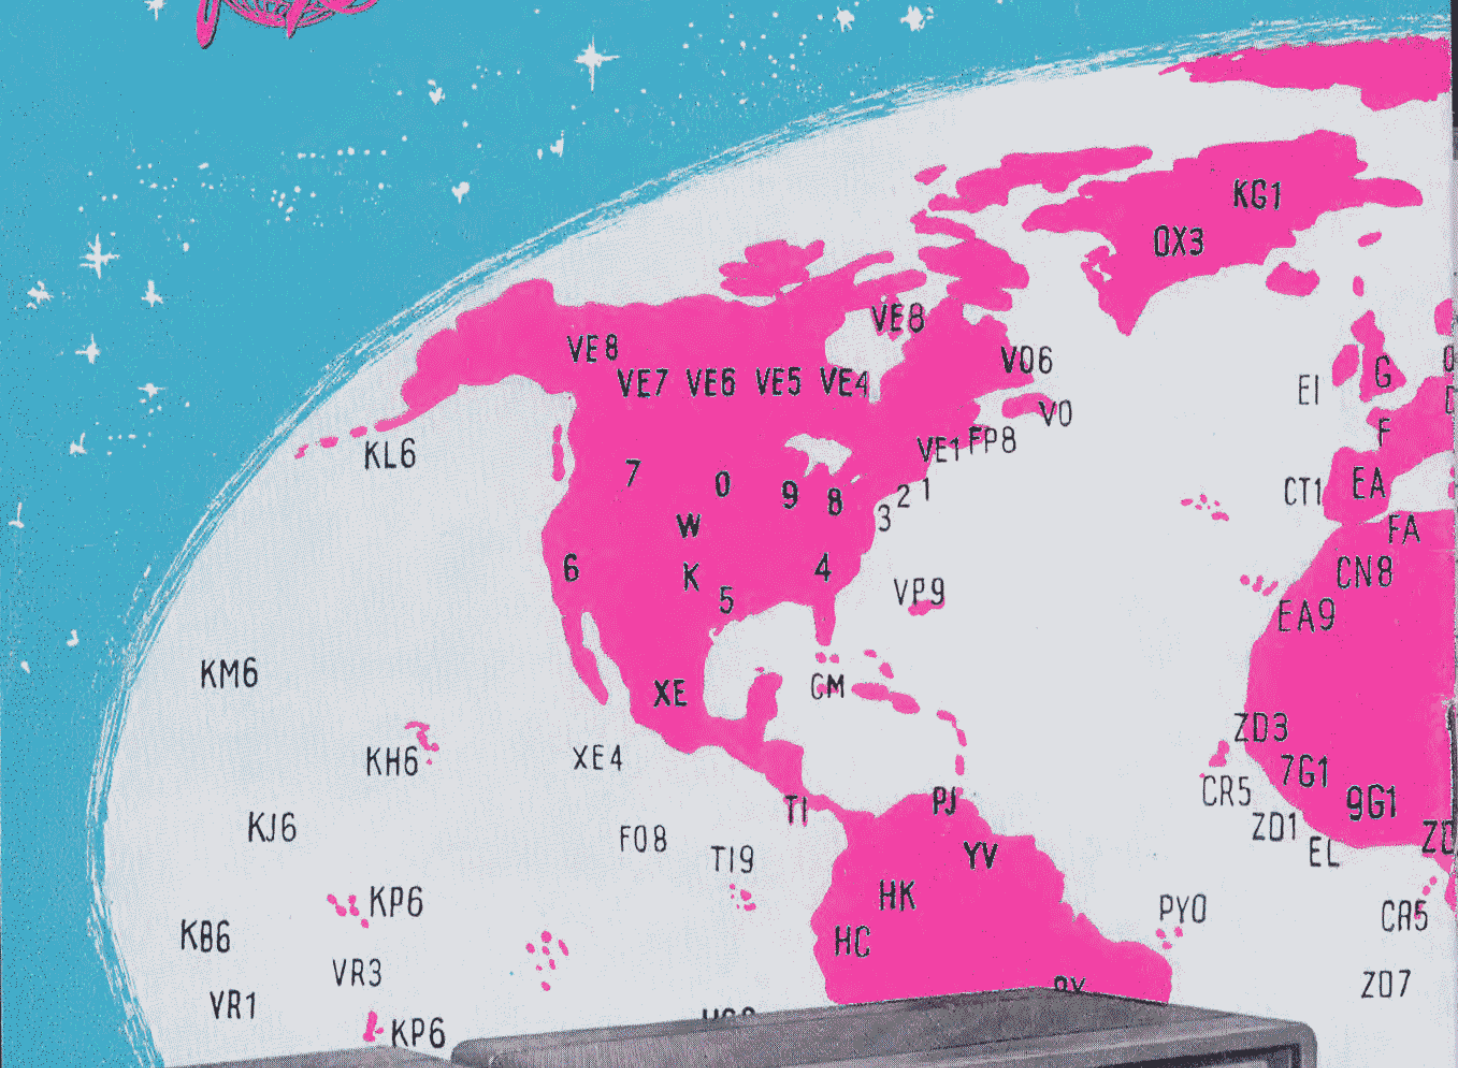 KG1
OX3
VE8
VE8
VO6
VE7 VE6 VE5 VE4
G
EI
VO
F
VE1 FP8
KL6
7
0
9
8
2
1
CT1
EA
3
W
FA
6
K
4
CN8
5
VP9
EA9
KM6
XE
CM
ZD3
KH6
XE4
7G1
CR5
TI
PJ
9G1
KJ6
FO8
ZD1
TI9
YV
EL
KP6
HK
PY0
CR5
KB6
HC
VR3
ZD7
VR1
KP6